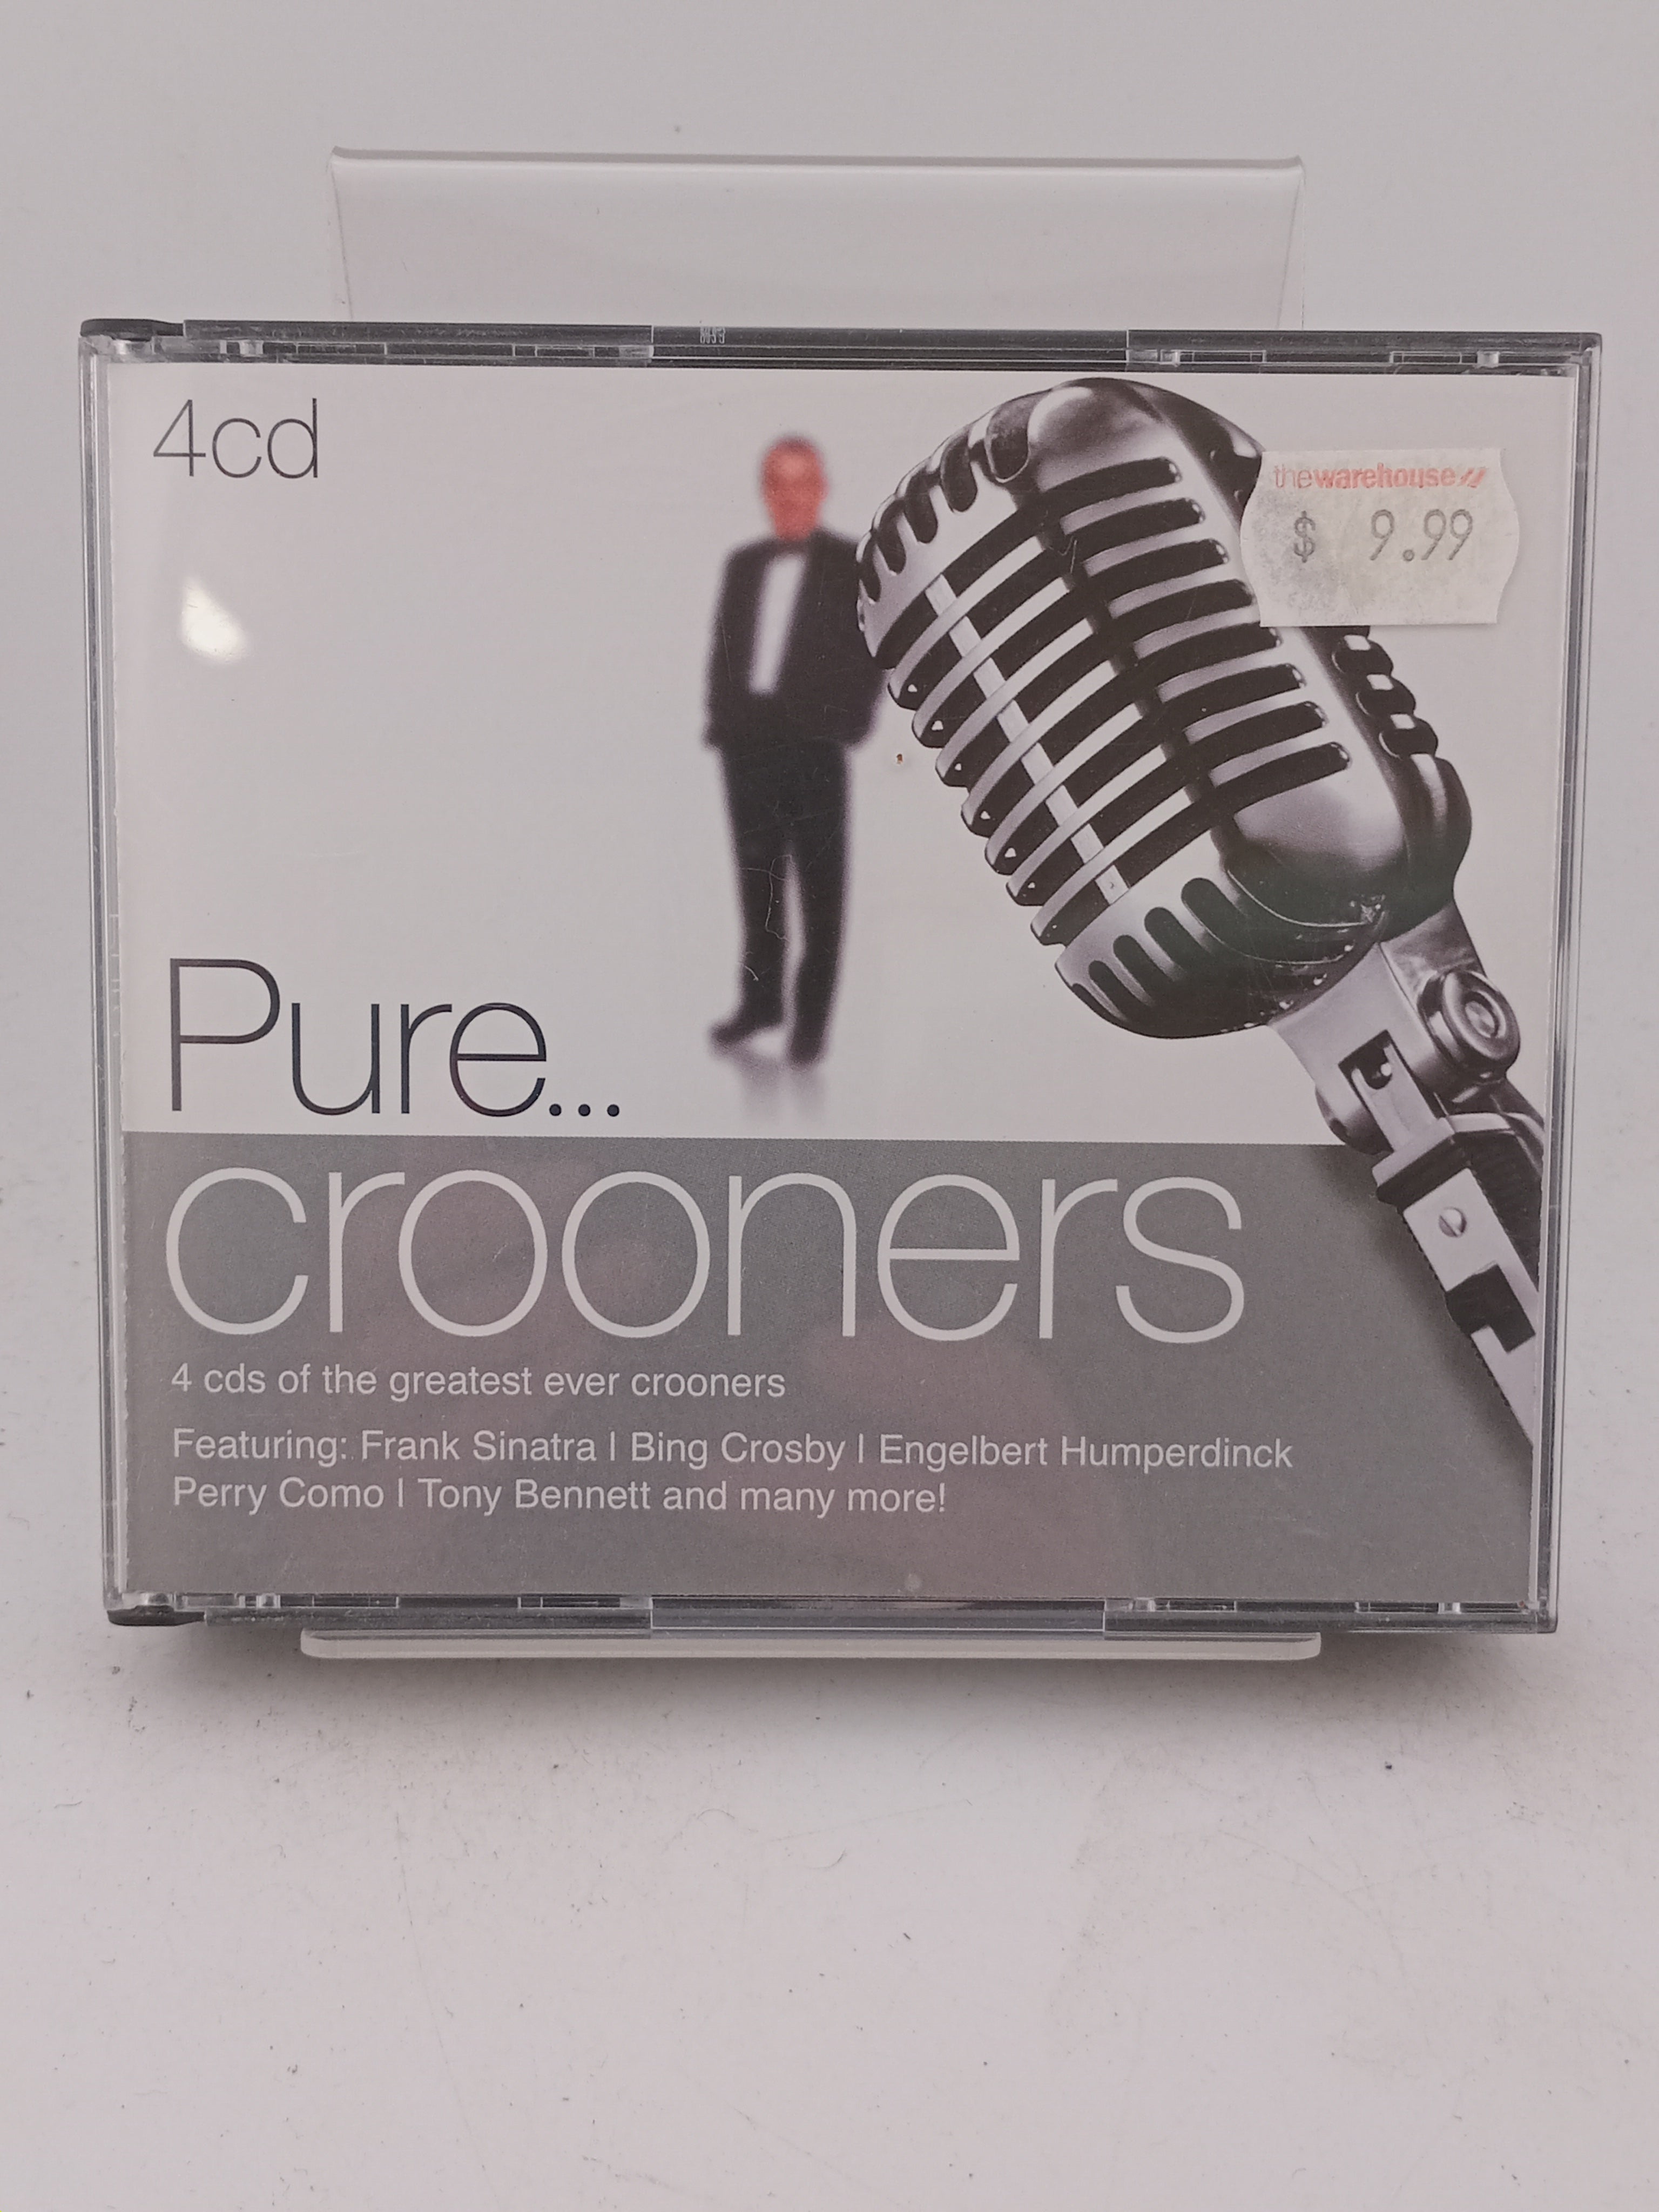 4cd
thewarehouse
$ 9.99
Pure...
crooners
4 cds of the greatest ever crooners
Featuring: Frank Sinatra | Bing Crosby | Engelbert Humperdinck
Perry Como | Tony Bennett and many more!